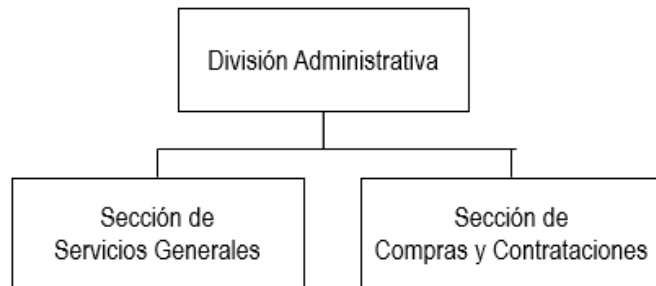 División Administrativa
Sección de
Servicios Generales
Sección de
Compras y Contrataciones